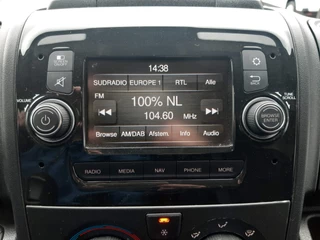 14:38
SUDRADIO EUROPE 1 RTL Alle
FM
100% NL
104.60 MHz
Browse AM/DAB Afstem. Info Audio
VOLUME
TUNE
SCROLL
BROWSE
ENTER
RADIO MEDIA NAV PHONE MORE